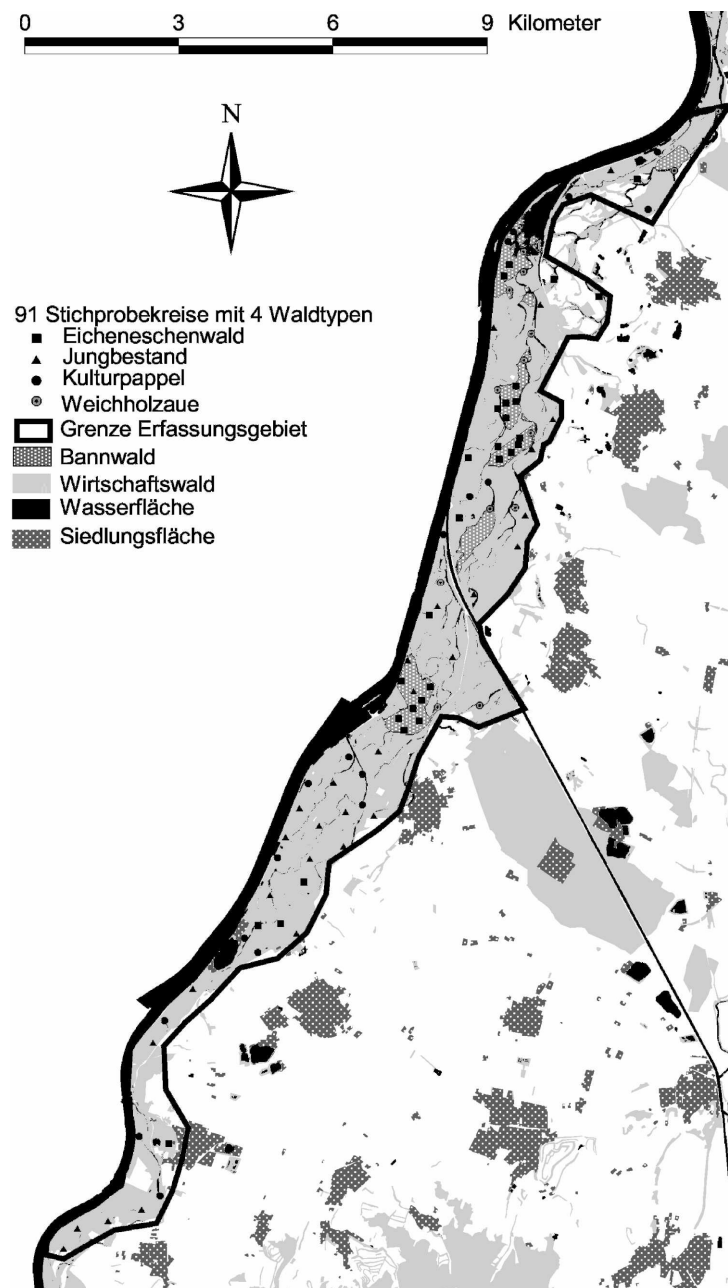 0 3 6 9 Kilometer
N
91 Stichprobekreise mit 4 Waldtypen
Eicheneschenwald
Jungbestand
Kulturpappel
Weichholzaue
Grenze Erfassungsgebiet
Bannwald
Wirtschaftswald
Wasserfläche
Siedlungsfläche